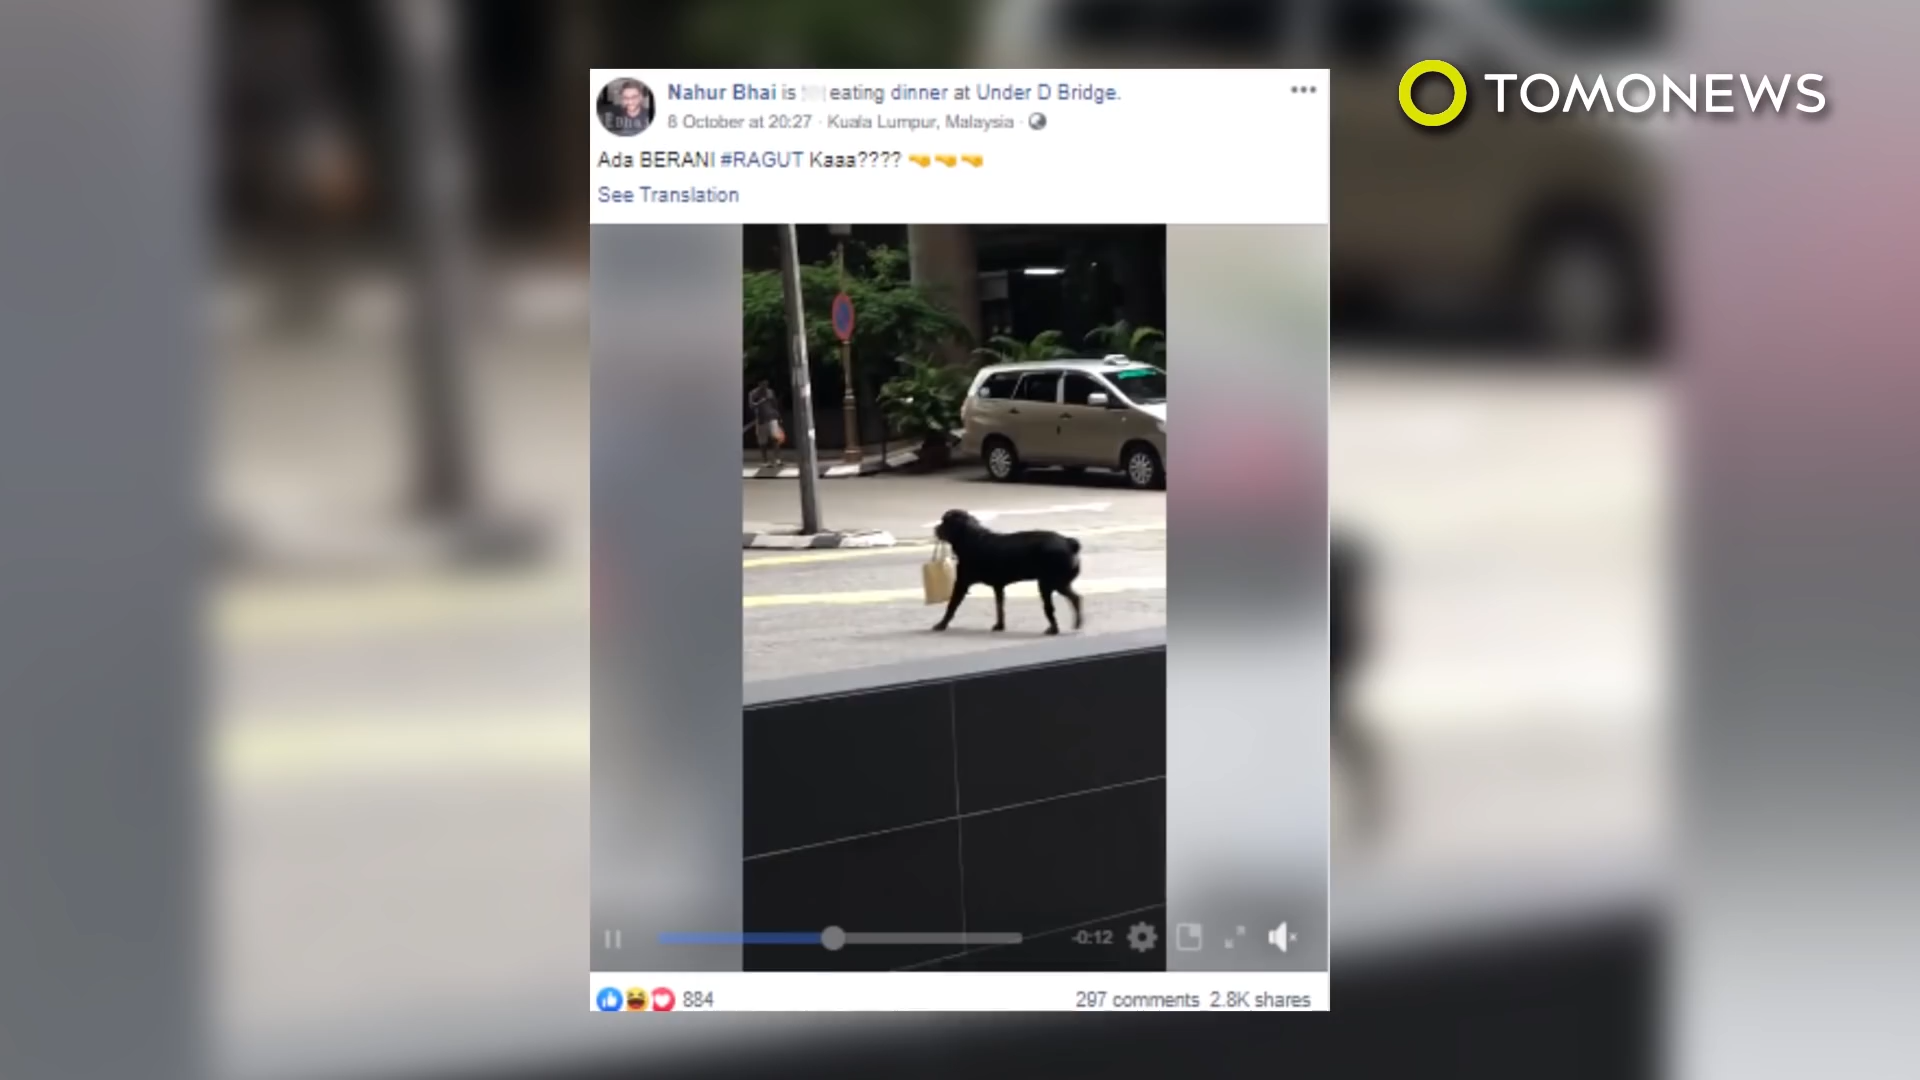 TOMONEWS
Nahur Bhai is eating dinner at Under D Bridge.
8 October at 20:27 · Kuala Lumpur, Malaysia ·
Ada BERANI #RAGUT Kaaa????
See Translation
-0:12
884
297 comments 2.8K shares